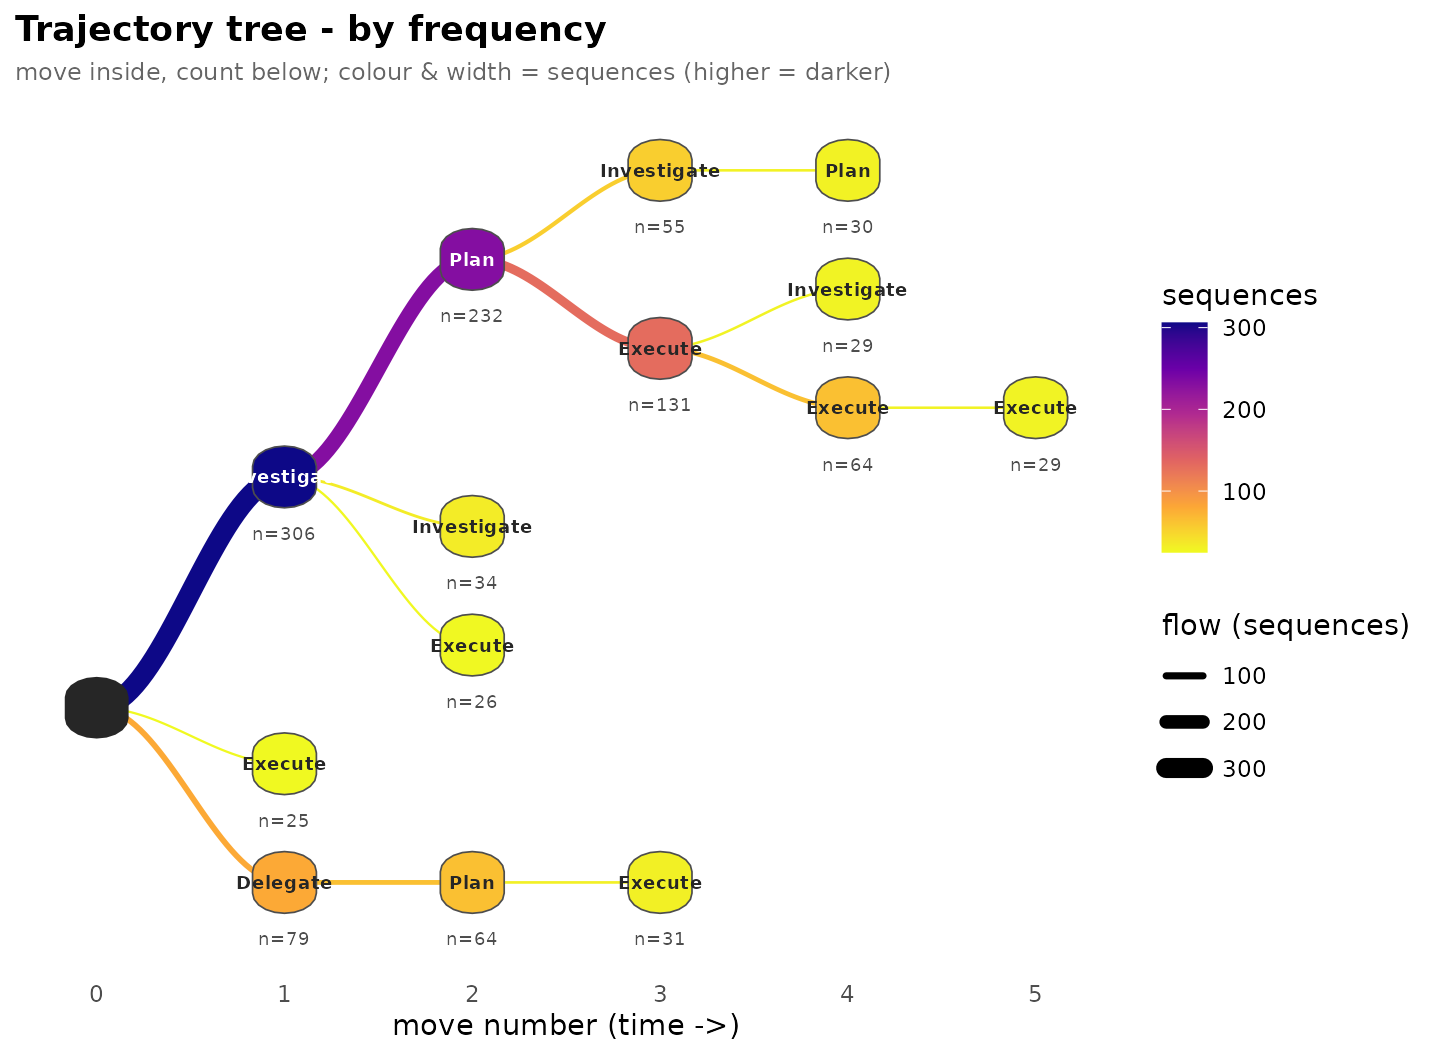 Trajectory tree - by frequency
move inside, count below; colour & width = sequences (higher = darker)
Investigate
Plan
n=55
n=30
Plan
Investigate
n=232
n=29
Execute
n=131
Execute
Execute
n=64
n=29
vestiga
n=306
Investigate
n=34
Execute
n=26
Execute
n=25
Delegate
Plan
Execute
n=79
n=64
n=31
0
1
2
3
4
5
move number (time ->)
sequences
300
200
100
flow (sequences)
100
200
300